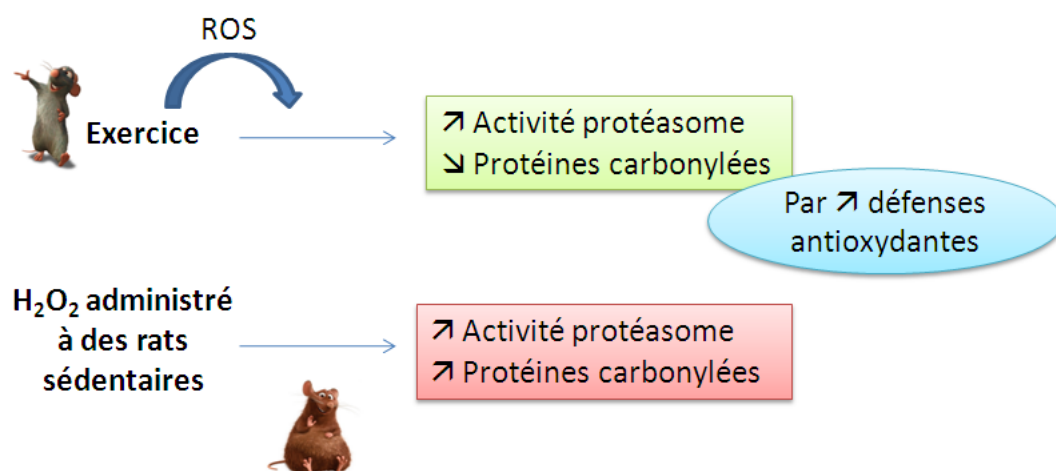 ROS
Exercice
↗ Activité protéasome
↘ Protéines carbonylées
Par ↗ défenses
antioxydantes
H₂O₂ administré
à des rats
sédentaires
↗ Activité protéasome
↗ Protéines carbonylées